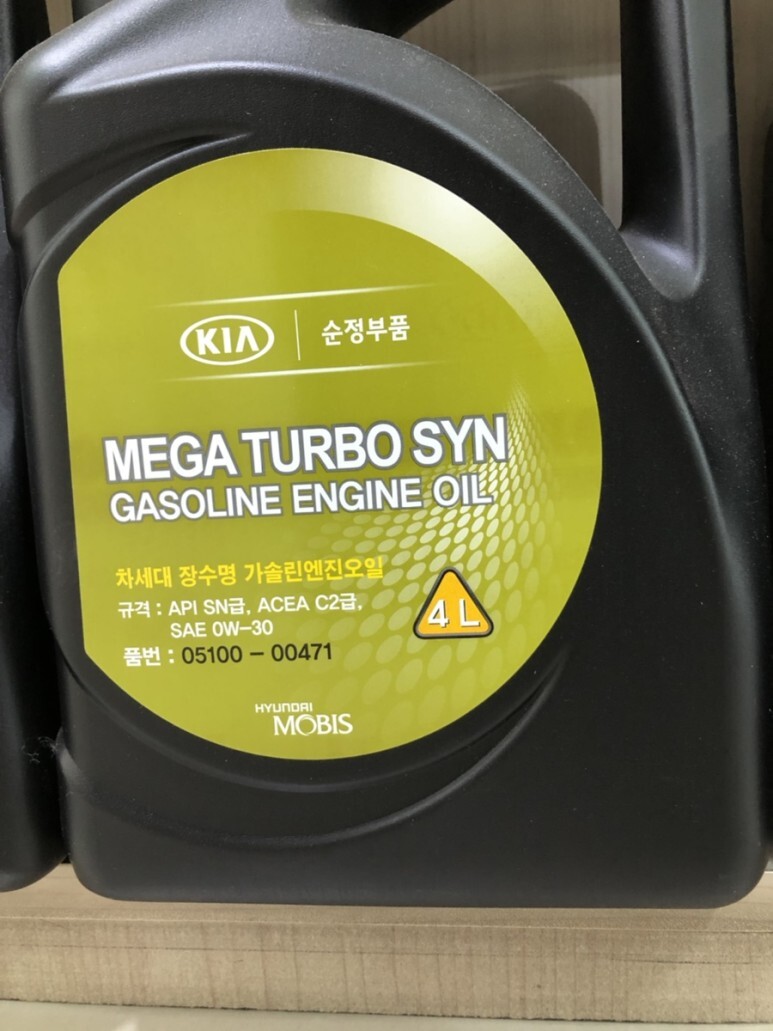 KIA 순정부품
MEGA TURBO SYN
GASOLINE ENGINE OIL
차세대 장수명 가솔린엔진오일
규격 : API SN급, ACEA C2급,
SAE 0W-30
4 L
품번 : 05100 - 00471
HYUNDAI
MOBIS